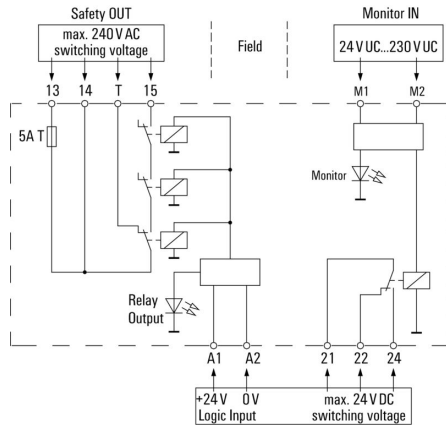 Safety OUT
max. 240 V AC
switching voltage
Field
Monitor IN
24 V UC...230 V UC
13 14 T 15
M1 M2
5A T
Monitor
Relay
Output
A1 A2 21 22 24
+24 V 0 V
Logic Input
max. 24 V DC
switching voltage